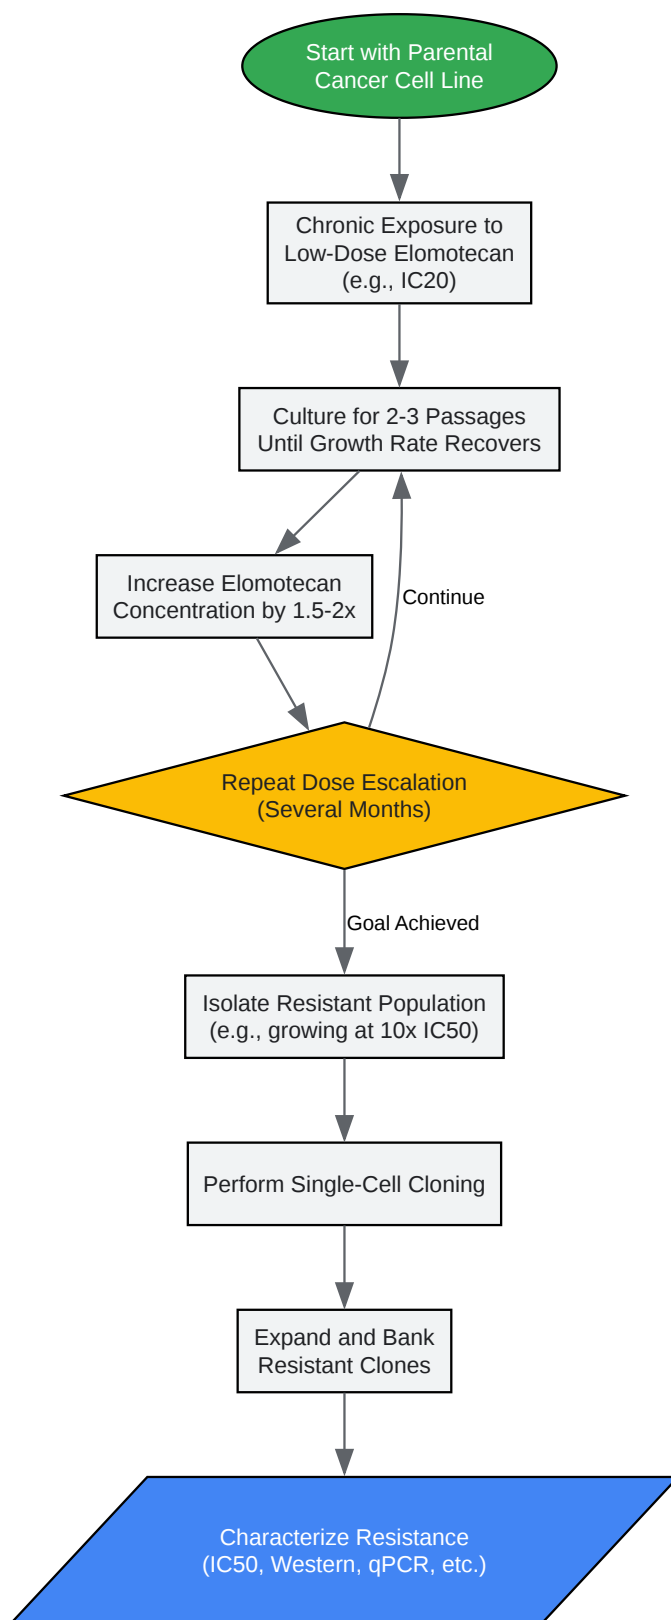 Start with Parental
Cancer Cell Line
Chronic Exposure to
Low-Dose Elomotecan
(e.g., IC20)
Culture for 2-3 Passages
Until Growth Rate Recovers
Increase Elomotecan
Concentration by 1.5-2x
Continue
Repeat Dose Escalation
(Several Months)
Goal Achieved
Isolate Resistant Population
(e.g., growing at 10x IC50)
Perform Single-Cell Cloning
Expand and Bank
Resistant Clones
Characterize Resistance
(IC50, Western, qPCR, etc.)